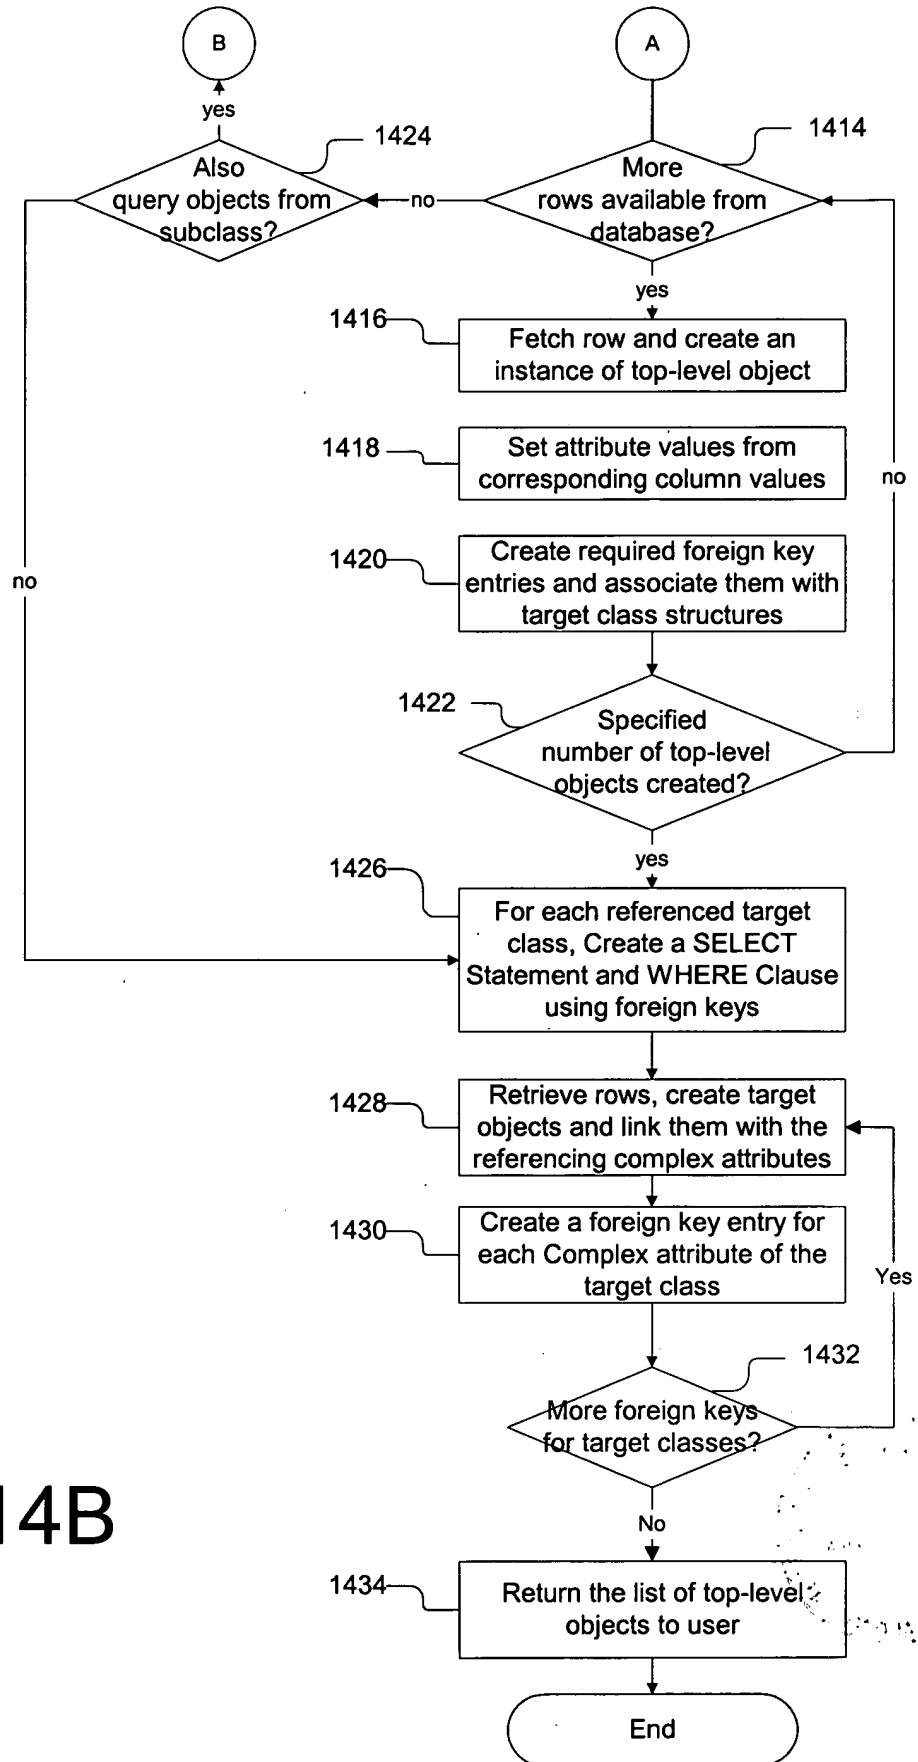 B
A
yes
1424
1414
Also
query objects from
subclass?
no
More
rows available from
database?
yes
1416
Fetch row and create an
instance of top-level object
1418
Set attribute values from
corresponding column values
no
1420
Create required foreign key
entries and associate them with
target class structures
no
1422
Specified
number of top-level
objects created?
yes
1426
For each referenced target
class, Create a SELECT
Statement and WHERE Clause
using foreign keys
1428
Retrieve rows, create target
objects and link them with the
referencing complex attributes
1430
Create a foreign key entry for
each Complex attribute of the
target class
Yes
1432
More foreign keys
for target classes?
No
14B
1434
Return the list of top-level
objects to user
End